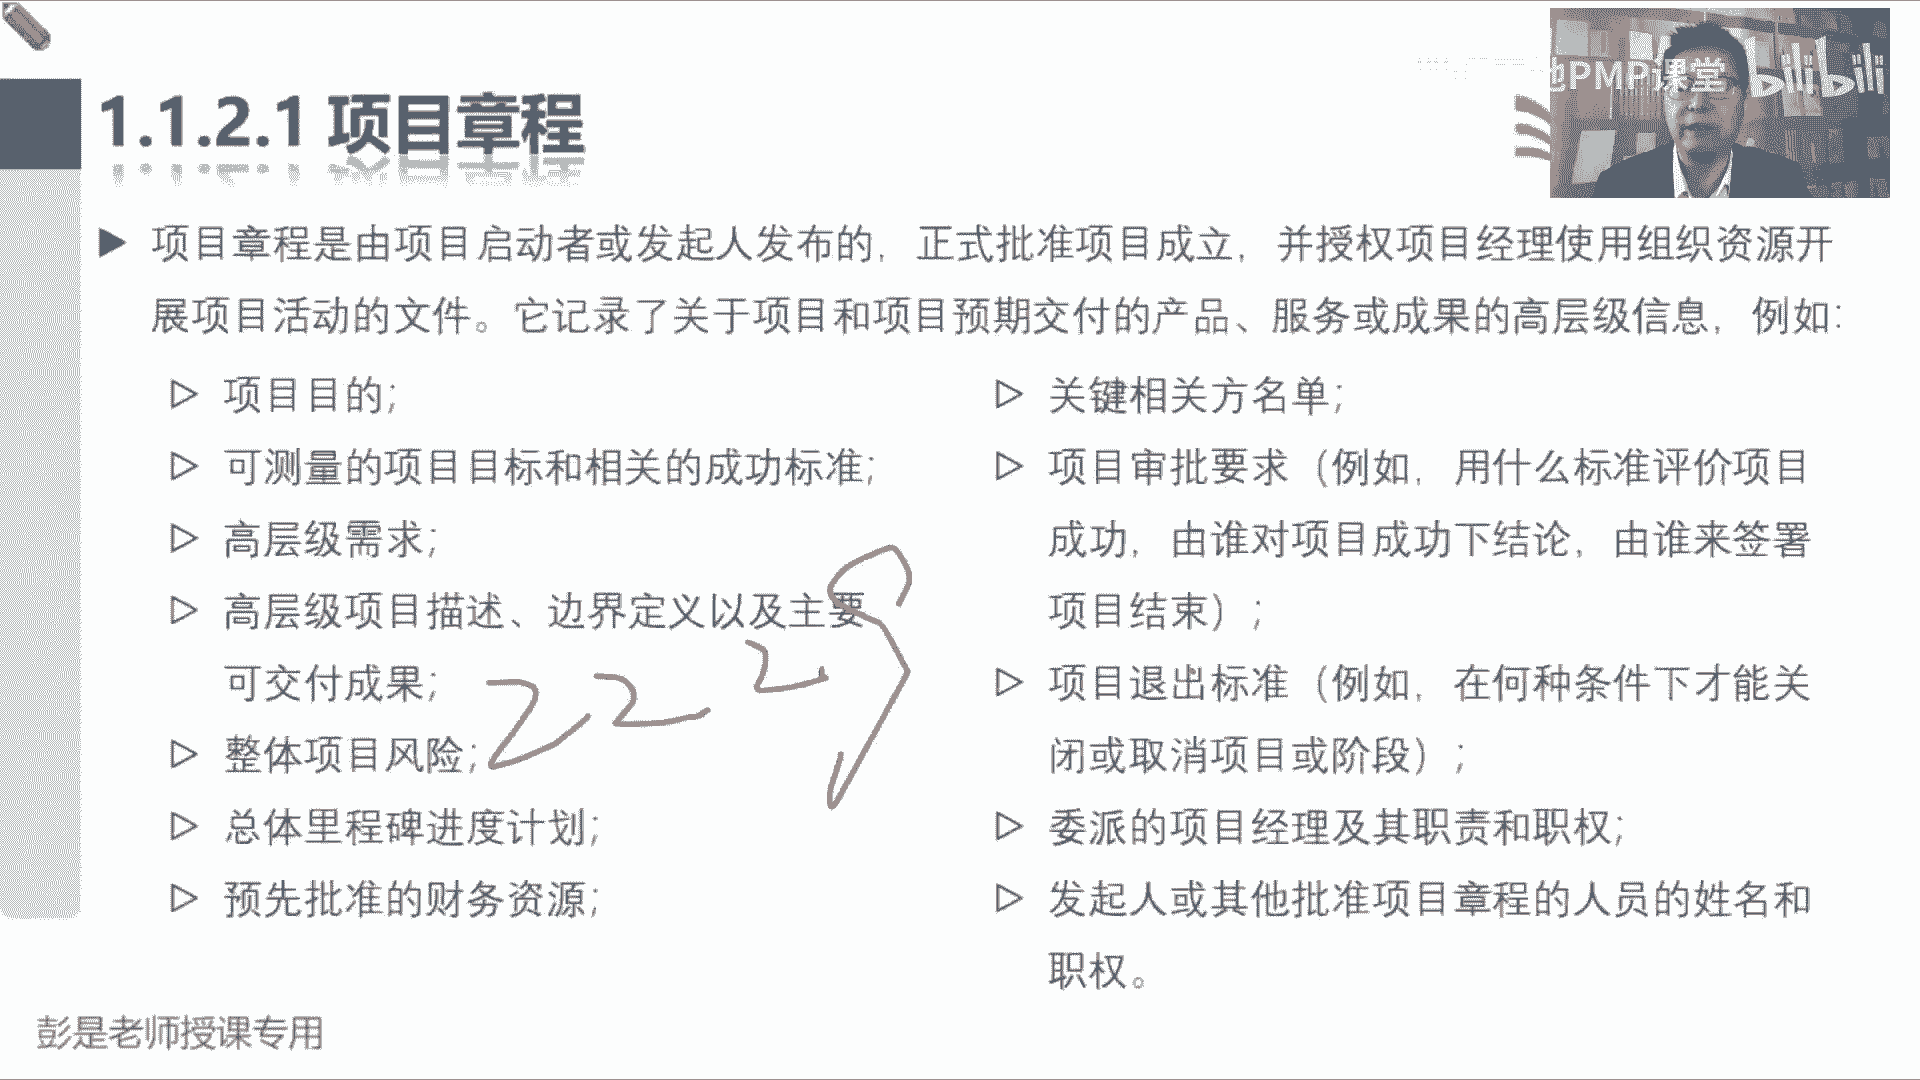 1.1.2.1 项目章程
项目章程是由项目启动者或发起人发布的，正式批准项目成立，并授权项目经理使用组织资源开
展项目活动的文件。它记录了关于项目和项目预期交付的产品、服务或成果的高层级信息，例如：
项目目的；
可测量的项目目标和相关的成功标准；
高层级需求；
高层级项目描述、边界定义以及主要
可交付成果；
整体项目风险；
总体里程碑进度计划；
预先批准的财务资源；
关键相关方名单；
项目审批要求（例如，用什么标准评价项目
成功，由谁对项目成功下结论，由谁来签署
项目结束）；
项目退出标准（例如，在何种条件下才能关
闭或取消项目或阶段）；
委派的项目经理及其职责和职权；
发起人或其他批准项目章程的人员的姓名和
职权。
彭是老师授课专用
PMP课堂 bilibili